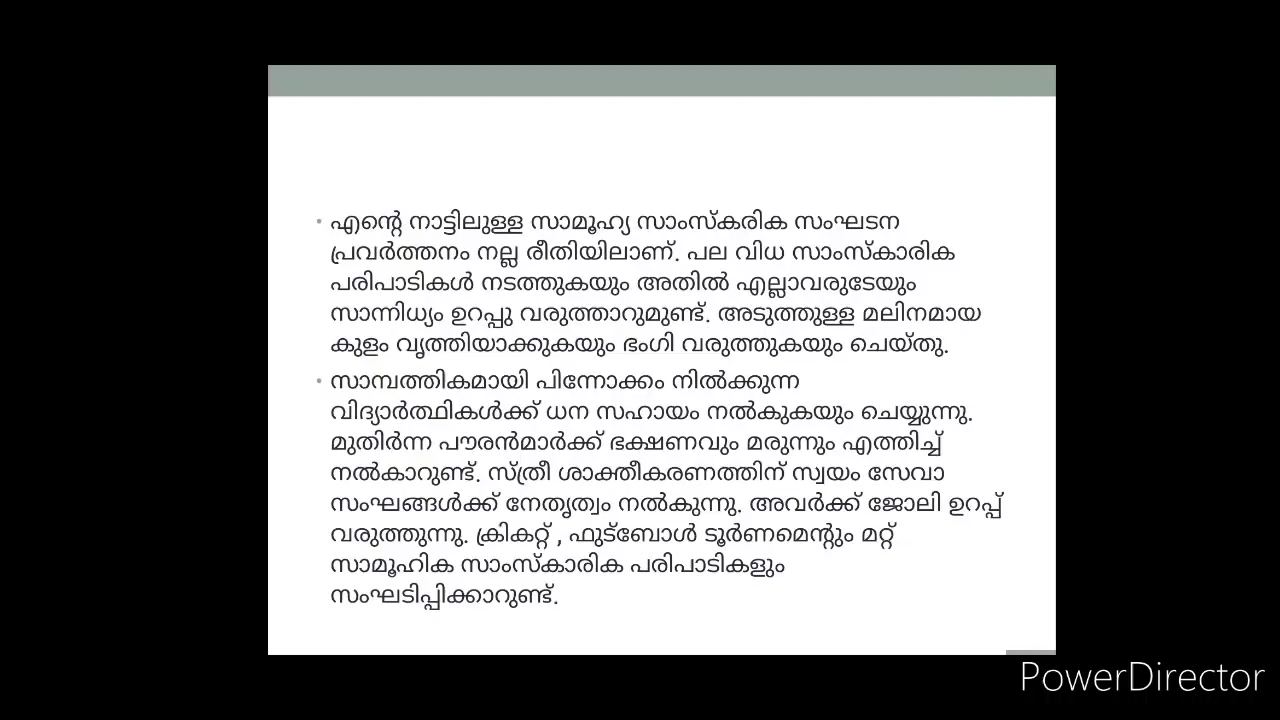 • എന്റെ നാട്ടിലുള്ള സാമൂഹ്യ സാംസ്കരിക സംഘടന
പ്രവർത്തനം നല്ല രീതിയിലാണ്. പല വിധ സാംസ്കാരിക
പരിപാടികൾ നടത്തുകയും അതിൽ എല്ലാവരുടേയും
സാന്നിധ്യം ഉറപ്പു വരുത്താറുമുണ്ട്. അടുത്തുള്ള മലിനമായ
കുളം വൃത്തിയാക്കുകയും ഭംഗി വരുത്തുകയും ചെയ്തു.
• സാമ്പത്തികമായി പിന്നോക്കം നിൽക്കുന്ന
വിദ്യാർത്ഥികൾക്ക് ധന സഹായം നൽകുകയും ചെയ്യുന്നു.
മുതിർന്ന പൗരൻമാർക്ക് ഭക്ഷണവും മരുന്നും എത്തിച്ച്
നൽകാറുണ്ട്. സ്ത്രീ ശാക്തീകരണത്തിന് സ്വയം സേവാ
സംഘങ്ങൾക്ക് നേതൃത്വം നൽകുന്നു. അവർക്ക് ജോലി ഉറപ്പ്
വരുത്തുന്നു. ക്രികറ്റ് , ഫുട്ബോൾ ടൂർണമെന്റും മറ്റ്
സാമൂഹിക സാംസ്കാരിക പരിപാടികളും
സംഘടിപ്പിക്കാറുണ്ട്.
PowerDirector